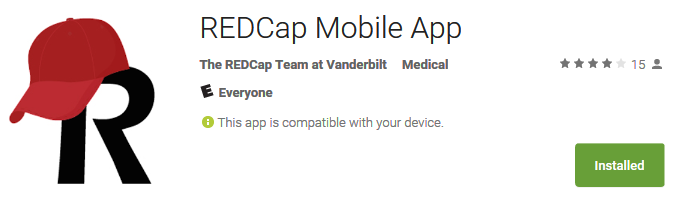 REDCap Mobile App
The REDCap Team at Vanderbilt Medical
15
E Everyone
This app is compatible with your device.
Installed
R